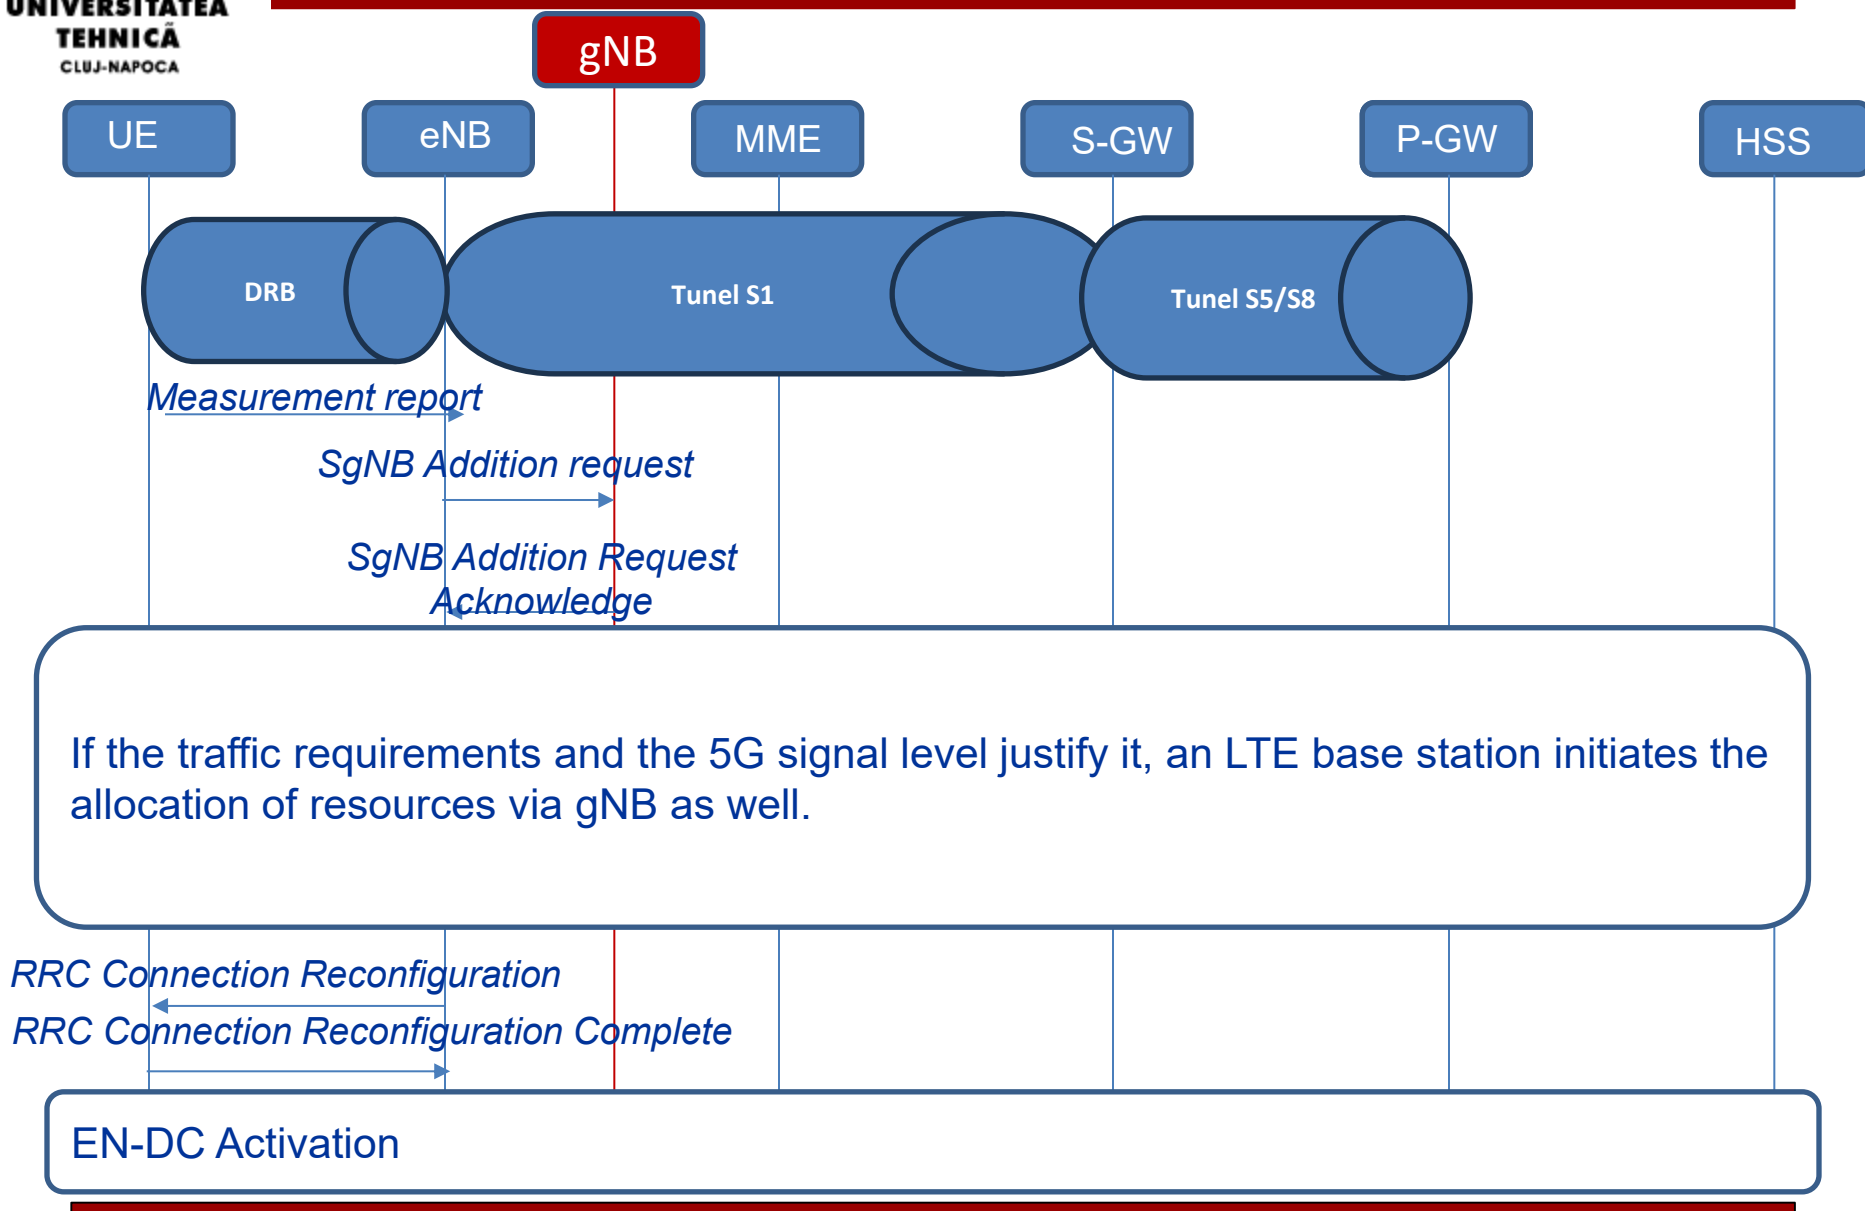 UNIVERSITATEA
TEHNICĂ
CLUJ-NAPOCA
gNB
UE
eNB
MME
S-GW
P-GW
HSS
DRB
Tunel S1
Tunel S5/S8
Measurement report
SgNB Addition request
SgNB Addition Request
Acknowledge
If the traffic requirements and the 5G signal level justify it, an LTE base station initiates the
allocation of resources via gNB as well.
RRC Connection Reconfiguration
RRC Connection Reconfiguration Complete
EN-DC Activation